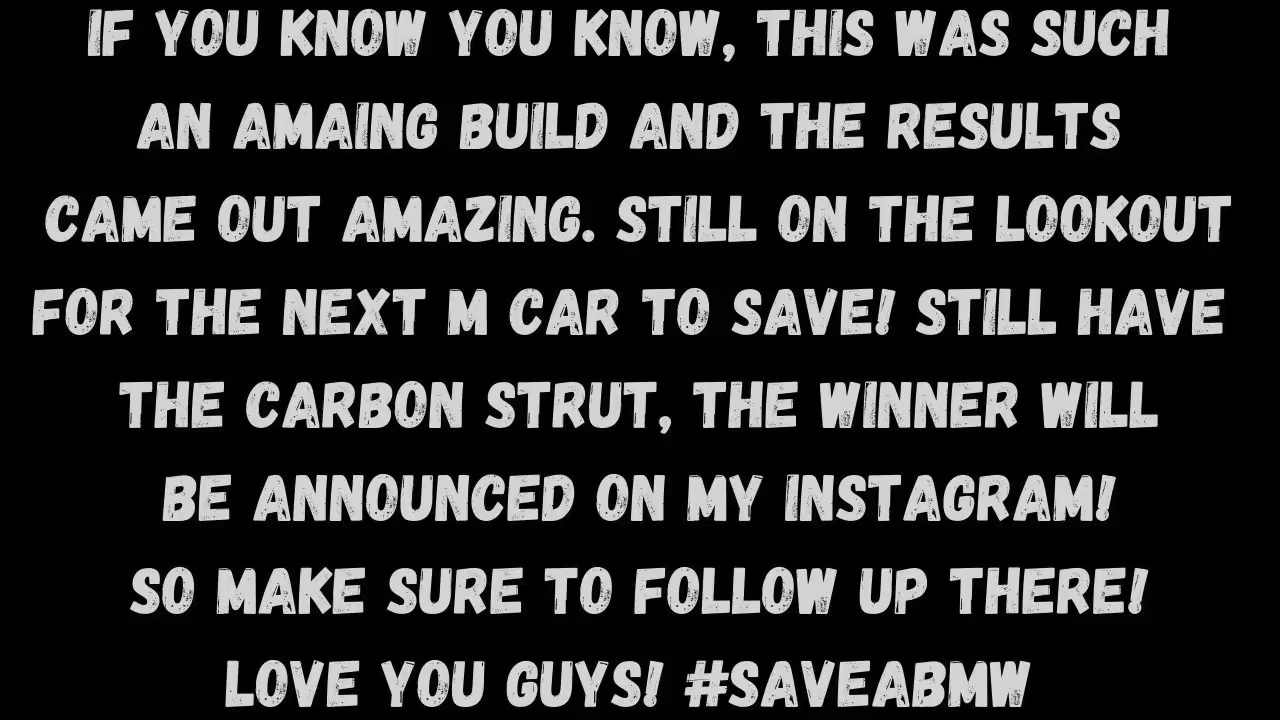 IF YOU KNOW YOU KNOW, THIS WAS SUCH
AN AMAING BUILD AND THE RESULTS
CAME OUT AMAZING. STILL ON THE LOOKOUT
FOR THE NEXT M CAR TO SAVE! STILL HAVE
THE CARBON STRUT, THE WINNER WILL
BE ANNOUNCED ON MY INSTAGRAM!
SO MAKE SURE TO FOLLOW UP THERE!
LOVE YOU GUYS! #SAVEABMW